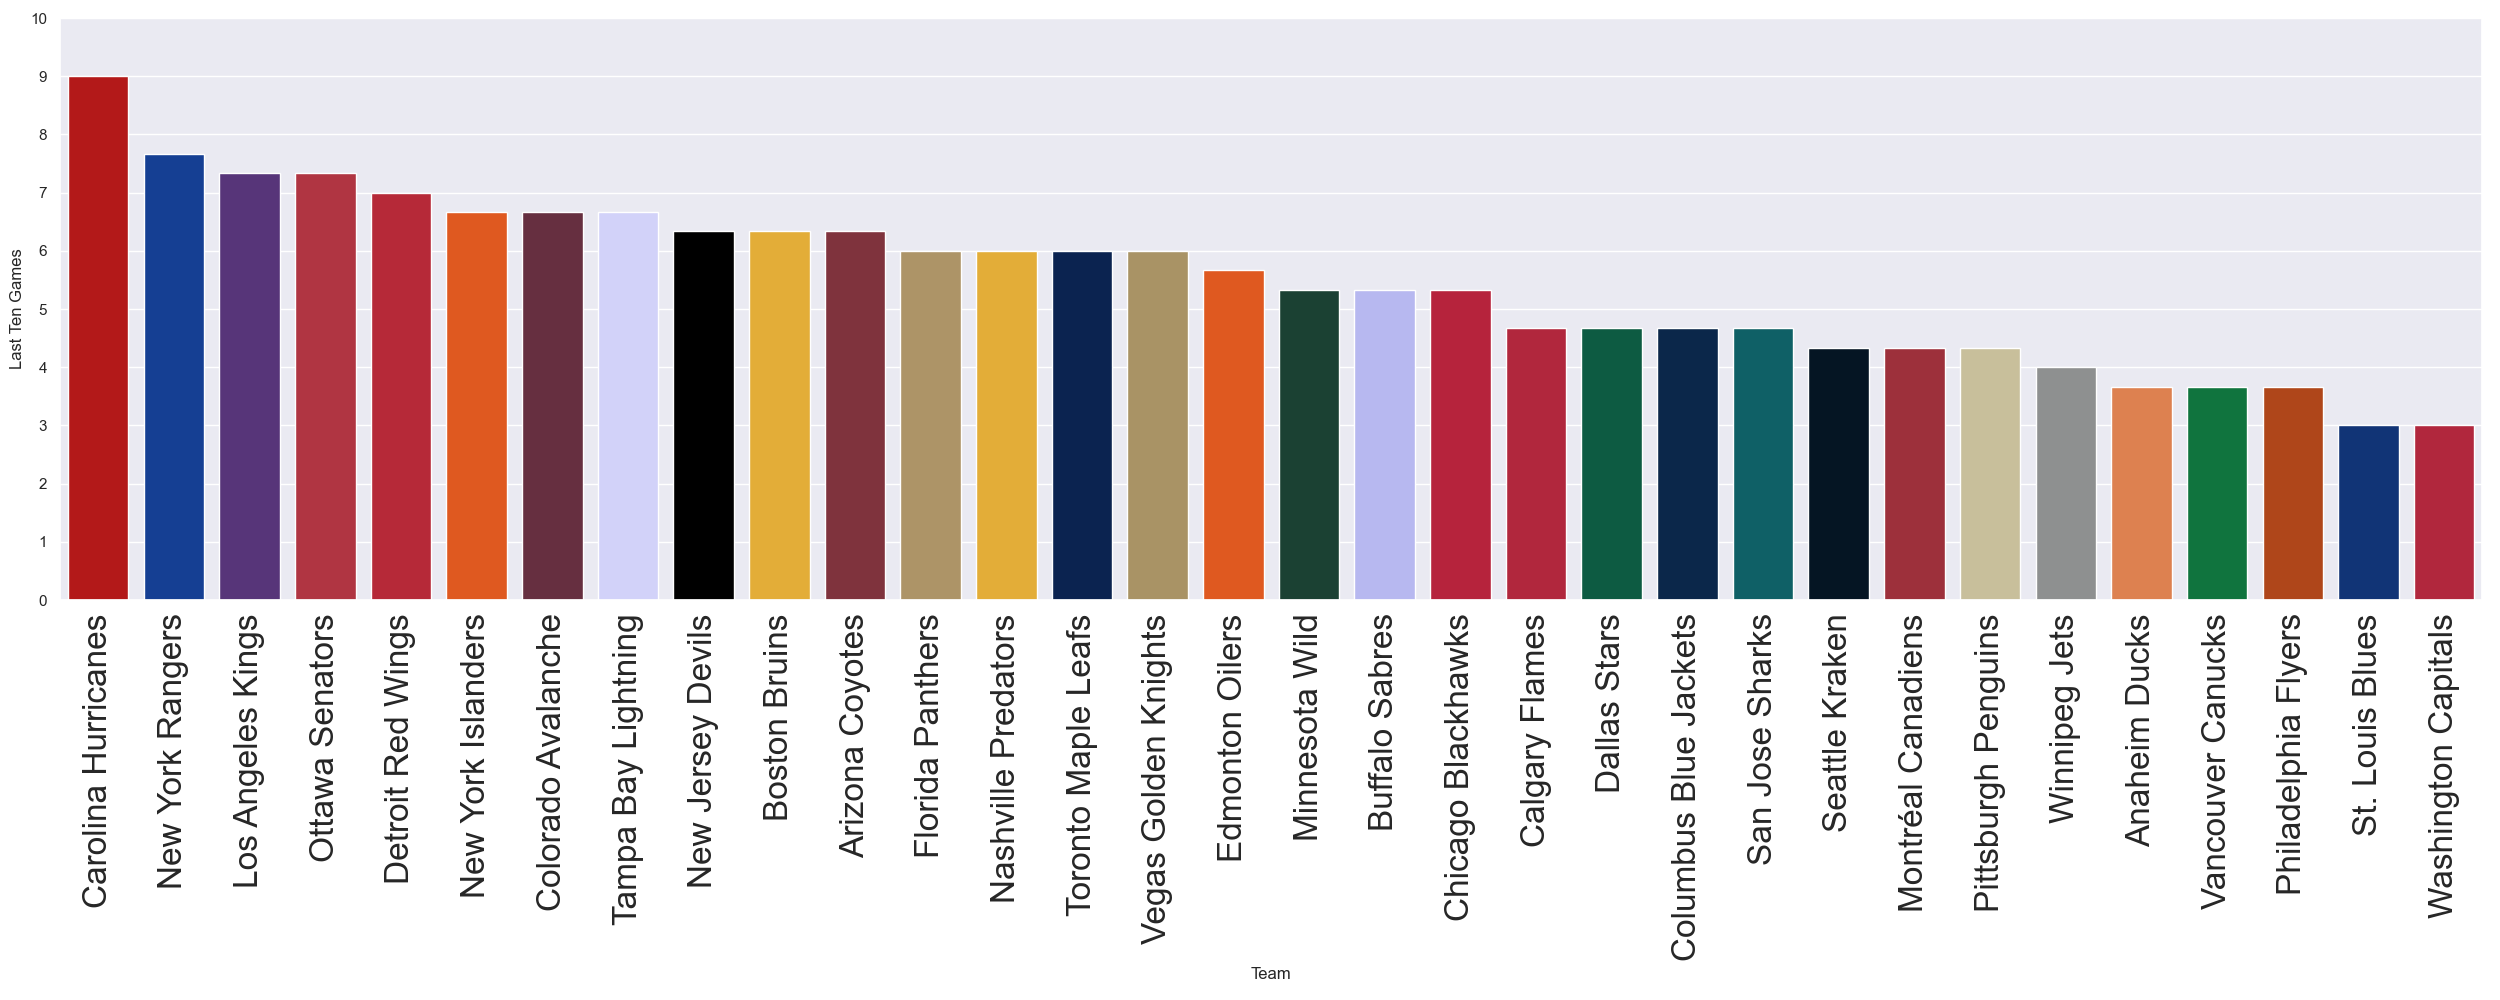 10
9
8
7
6
5
4
3
2
1
0
Last Ten Games
Carolina Hurricanes
New York Rangers
Los Angeles Kings
Ottawa Senators
Detroit Red Wings
New York Islanders
Colorado Avalanche
Tampa Bay Lightning
New Jersey Devils
Boston Bruins
Arizona Coyotes
Florida Panthers
Nashville Predators
Toronto Maple Leafs
Vegas Golden Knights
Edmonton Oilers
Minnesota Wild
Buffalo Sabres
Chicago Blackhawks
Calgary Flames
Dallas Stars
Columbus Blue Jackets
San Jose Sharks
Seattle Kraken
Montréal Canadiens
Pittsburgh Penguins
Winnipeg Jets
Anaheim Ducks
Vancouver Canucks
Philadelphia Flyers
St. Louis Blues
Washington Capitals
Team